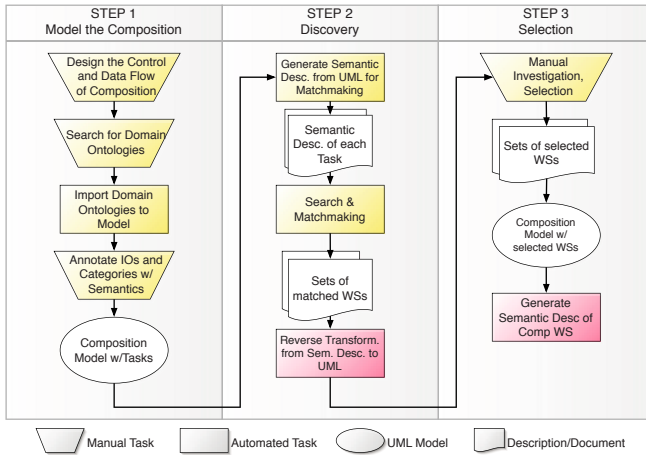 STEP 1
Model the Composition
Design the Control
and Data Flow
of Composition
Search for Domain
Ontologies
Import Domain
Ontologies to
Model
Annotate IOs and
Categories w/
Semantics
Composition
Model w/Tasks
STEP 2
Discovery
Generate Semantic
Desc. from UML for
Matchmaking
Semantic
Desc. of each
Task
Search &
Matchmaking
Sets of
matched WSs
Reverse Transform.
from Sem. Desc. to
UML
STEP 3
Selection
Manual
Investigation,
Selection
Sets of selected
WSs
Composition
Model w/
selected WSs
Generate
Semantic Desc of
Comp WS
Manual Task
Automated Task
UML Model
Description/Document